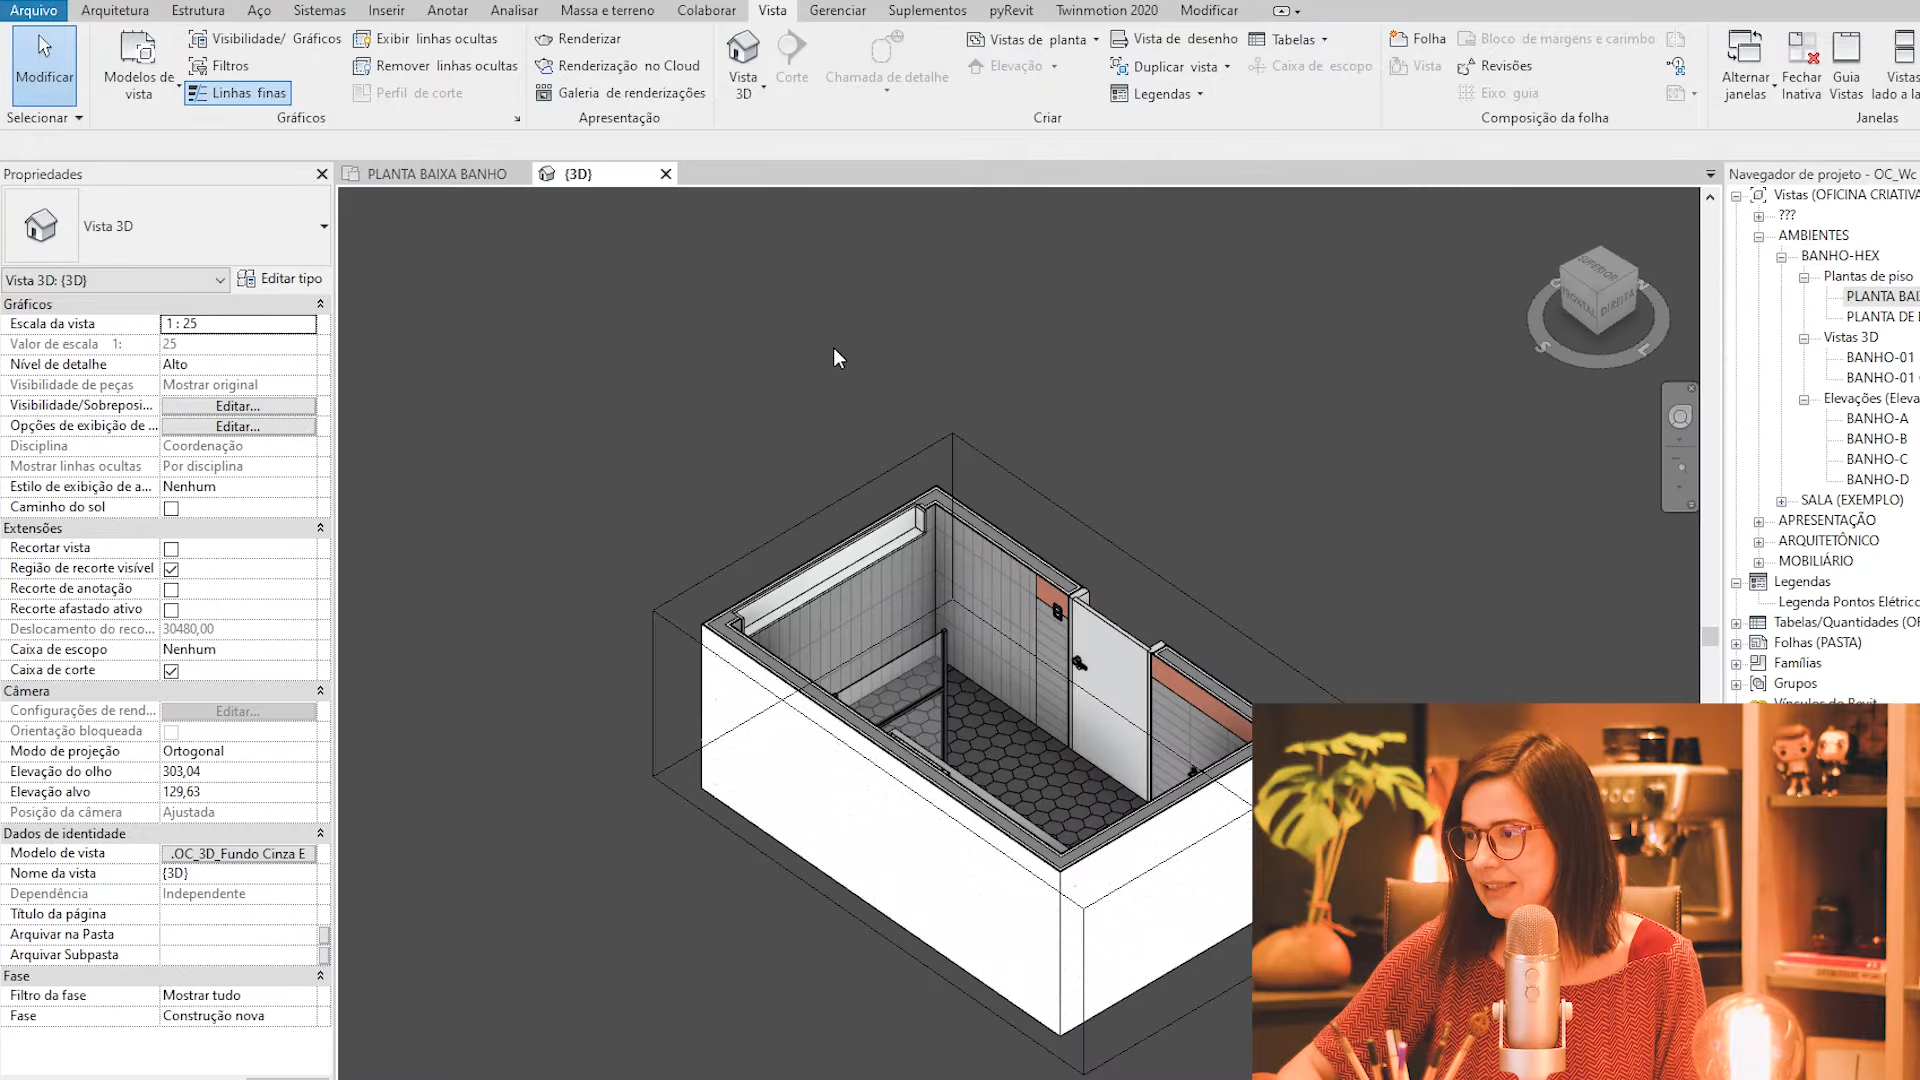 Arquivo Arquitetura Estrutura Aço Sistemas Inserir Anotar Analisar Massa e terreno Colaborar Vista Gerenciar Suplementos pyRevit Twinmotion 2020 Modificar
Modificar
Selecionar
Modelos de vista
Visibilidade/ Gráficos
Filtros
Linhas finas
Exibir linhas ocultas
Remover linhas ocultas
Perfil de corte
Gráficos
Renderizar
Renderização no Cloud
Galeria de renderizações
Apresentação
Vista 3D
Corte
Chamada de detalhe
Vistas de planta
Elevação
Vista de desenho
Duplicar vista
Legendas
Tabelas
Caixa de escopo
Criar
Folha
Vista
Bloco de margens e carimbo
Revisões
Eixo guia
Composição da folha
Alternar janelas
Fechar Inativa
Guia Vistas
Vistas lado a la
Janelas
Propriedades
Vista 3D
Vista 3D: {3D}
Editar tipo
Gráficos
Escala da vista 1 : 25
Valor de escala 1: 25
Nível de detalhe Alto
Visibilidade de peças Mostrar original
Visibilidade/Sobreposi... Editar...
Opções de exibição de ... Editar...
Disciplina Coordenação
Mostrar linhas ocultas Por disciplina
Estilo de exibição de a... Nenhum
Caminho do sol
Extensões
Recortar vista
Região de recorte visível
Recorte de anotação
Recorte afastado ativo
Deslocamento do reco... 30480,00
Caixa de escopo Nenhum
Caixa de corte
Câmera
Configurações de rend... Editar...
Orientação bloqueada
Modo de projeção Ortogonal
Elevação do olho 303,04
Elevação alvo 129,63
Posição da câmera Ajustada
Dados de identidade
Modelo de vista .OC_3D_Fundo Cinza E
Nome da vista {3D}
Dependência Independente
Título da página
Arquivar na Pasta
Arquivar Subpasta
Fase
Filtro da fase Mostrar tudo
Fase Construção nova
PLANTA BAIXA BANHO
{3D}
SUPERIOR
FRONTAL
DIREITA
S
L
Navegador de projeto - OC_Wc
Vistas (OFICINA CRIATIVA
???
AMBIENTES
BANHO-HEX
Plantas de piso
PLANTA BAI
PLANTA DE
Vistas 3D
BANHO-01
BANHO-01
Elevações (Eleva
BANHO-A
BANHO-B
BANHO-C
BANHO-D
SALA (EXEMPLO)
APRESENTAÇÃO
ARQUITETÔNICO
MOBILIÁRIO
Legendas
Legenda Pontos Elétric
Tabelas/Quantidades (OF
Folhas (PASTA)
Famílias
Grupos
Vínculos do Revit